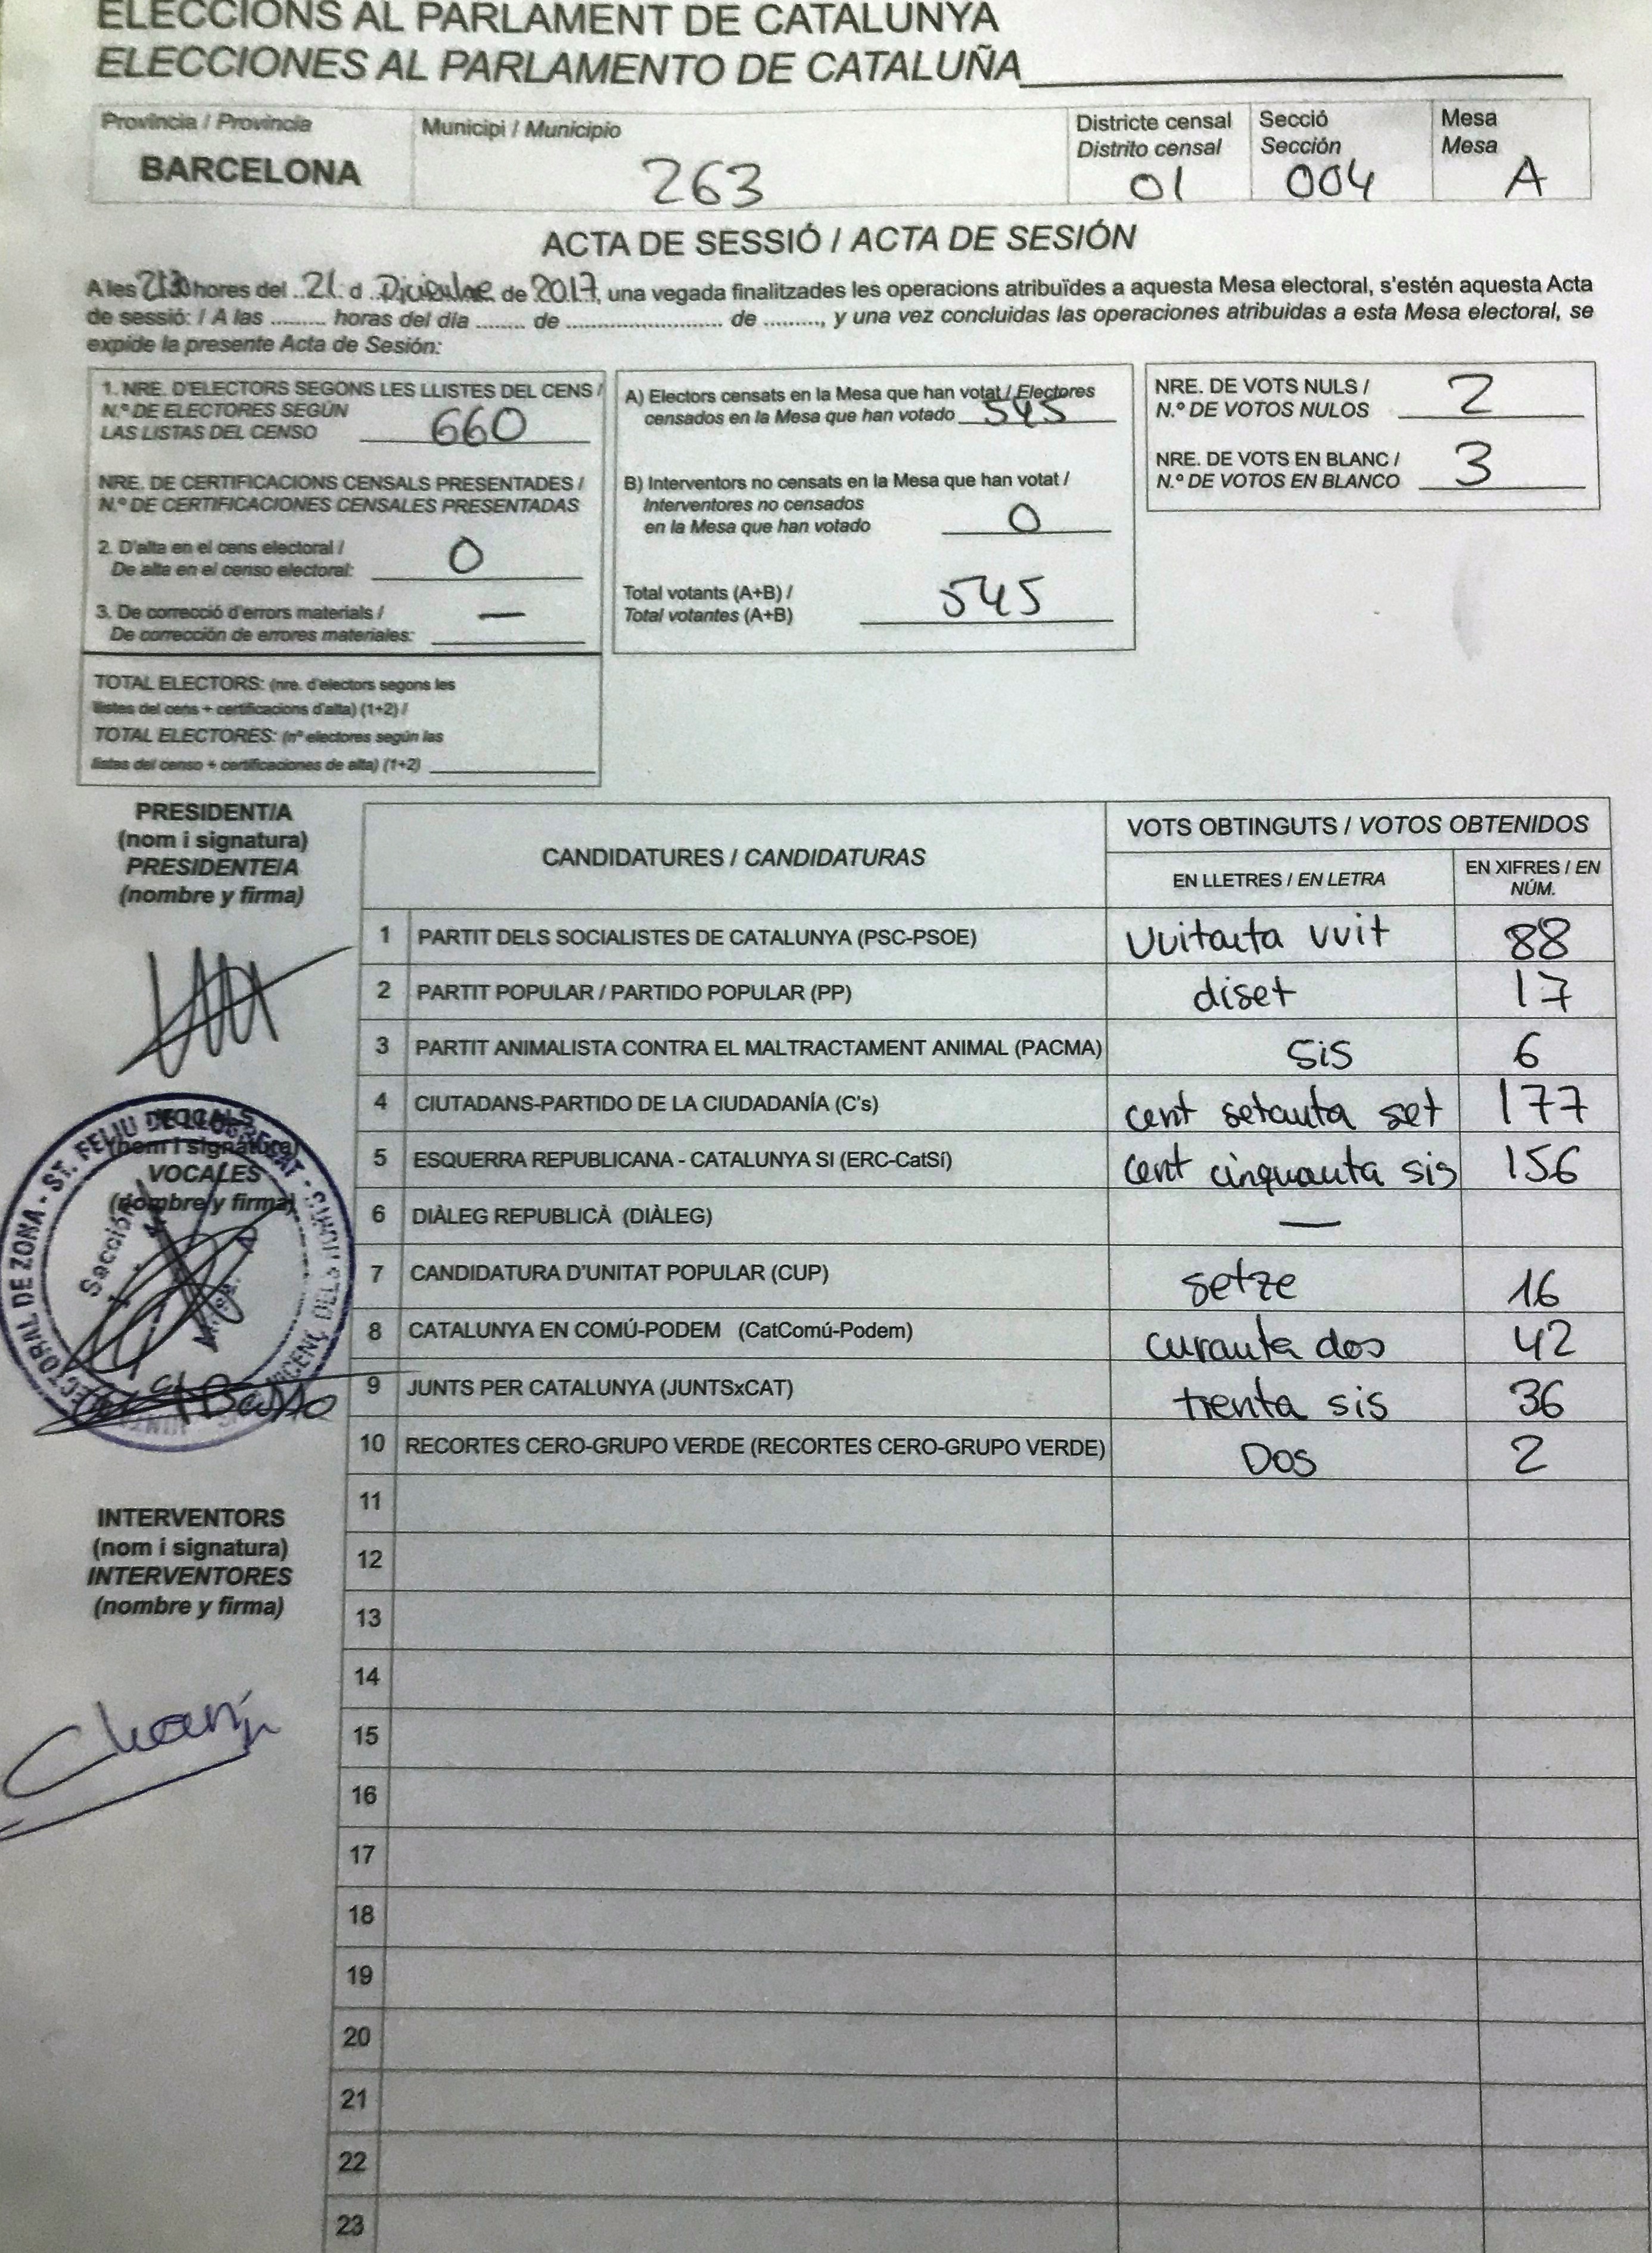 ELECCIONS AL PARLAMENT DE CATALUNYA
ELECCIONES AL PARLAMENTO DE CATALUÑA
Provincia / Provincia
BARCELONA
Municipi / Municipio
263
Districte censal
Distrito censal
01
Secció
Sección
004
Mesa
Mesa
A
ACTA DE SESSIÓ / ACTA DE SESIÓN
A les 21:30 hores del 21 d Diciembre de 2017, una vegada finalitzades les operacions atribuïdes a aquesta Mesa electoral, s'estén aquesta Acta
de sessió: / A las ......... horas del día ........ de ............................ de ........., y una vez concluidas las operaciones atribuidas a esta Mesa electoral, se
expide la presente Acta de Sesión:
1. NRE. D'ELECTORS SEGONS LES LLISTES DEL CENS /
N.º DE ELECTORES SEGÚN
LAS LISTAS DEL CENSO 660
NRE. DE CERTIFICACIONS CENSALS PRESENTADES /
N.º DE CERTIFICACIONES CENSALES PRESENTADAS
2. D'alta en el cens electoral /
De alta en el censo electoral: 0
3. De correcció d'errors materials /
De corrección de errores materiales: —
TOTAL ELECTORS: (nre. d'electors segons les
llistes del cens + certificacions d'alta) (1+2) /
TOTAL ELECTORES: (nº electores según las
listas del censo + certificaciones de alta) (1+2)
A) Electors censats en la Mesa que han votat / Electores
censados en la Mesa que han votado 545
B) Interventors no censats en la Mesa que han votat /
Interventores no censados
en la Mesa que han votado 0
Total votants (A+B) /
Total votantes (A+B) 545
NRE. DE VOTS NULS /
N.º DE VOTOS NULOS 2
NRE. DE VOTS EN BLANC /
N.º DE VOTOS EN BLANCO 3
PRESIDENT/A
(nom i signatura)
PRESIDENTE/A
(nombre y firma)
VOCALS
(nom i signatura)
VOCALES
(nombre y firma)
INTERVENTORS
(nom i signatura)
INTERVENTORES
(nombre y firma)
CANDIDATURES / CANDIDATURAS
VOTS OBTINGUTS / VOTOS OBTENIDOS
EN LLETRES / EN LETRA
EN XIFRES / EN
NÚM.
1 PARTIT DELS SOCIALISTES DE CATALUNYA (PSC-PSOE) Vuitanta vuit 88
2 PARTIT POPULAR / PARTIDO POPULAR (PP) diset 17
3 PARTIT ANIMALISTA CONTRA EL MALTRACTAMENT ANIMAL (PACMA) sis 6
4 CIUTADANS-PARTIDO DE LA CIUDADANÍA (C's) cent setanta set 177
5 ESQUERRA REPUBLICANA - CATALUNYA SI (ERC-CatSí) cent cinquanta sis 156
6 DIÀLEG REPUBLICÀ (DIÀLEG) —
7 CANDIDATURA D'UNITAT POPULAR (CUP) setze 16
8 CATALUNYA EN COMÚ-PODEM (CatComú-Podem) curanta dos 42
9 JUNTS PER CATALUNYA (JUNTSxCAT) trenta sis 36
10 RECORTES CERO-GRUPO VERDE (RECORTES CERO-GRUPO VERDE) Dos 2
11
12
13
14
15
16
17
18
19
20
21
22
23